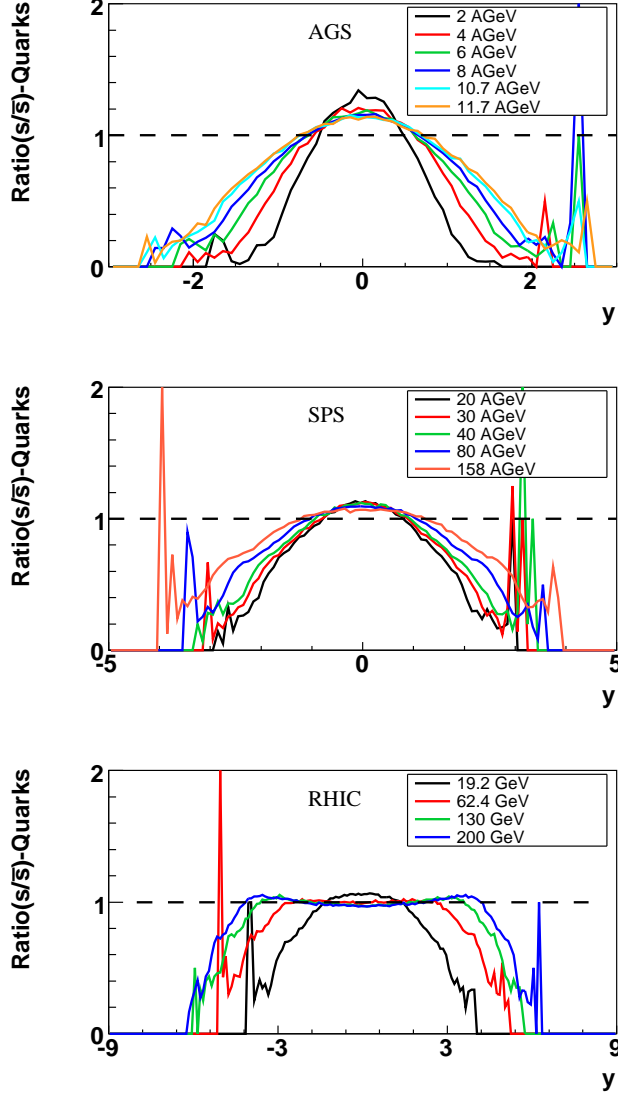 2
AGS
2 AGeV
4 AGeV
6 AGeV
8 AGeV
10.7 AGeV
11.7 AGeV
Ratio(s/s̅)-Quarks
1
0
-2
0
2
y
2
SPS
20 AGeV
30 AGeV
40 AGeV
80 AGeV
158 AGeV
Ratio(s/s̅)-Quarks
1
0
-5
0
5
y
2
RHIC
19.2 GeV
62.4 GeV
130 GeV
200 GeV
Ratio(s/s̅)-Quarks
1
0
-9
-3
3
9
y